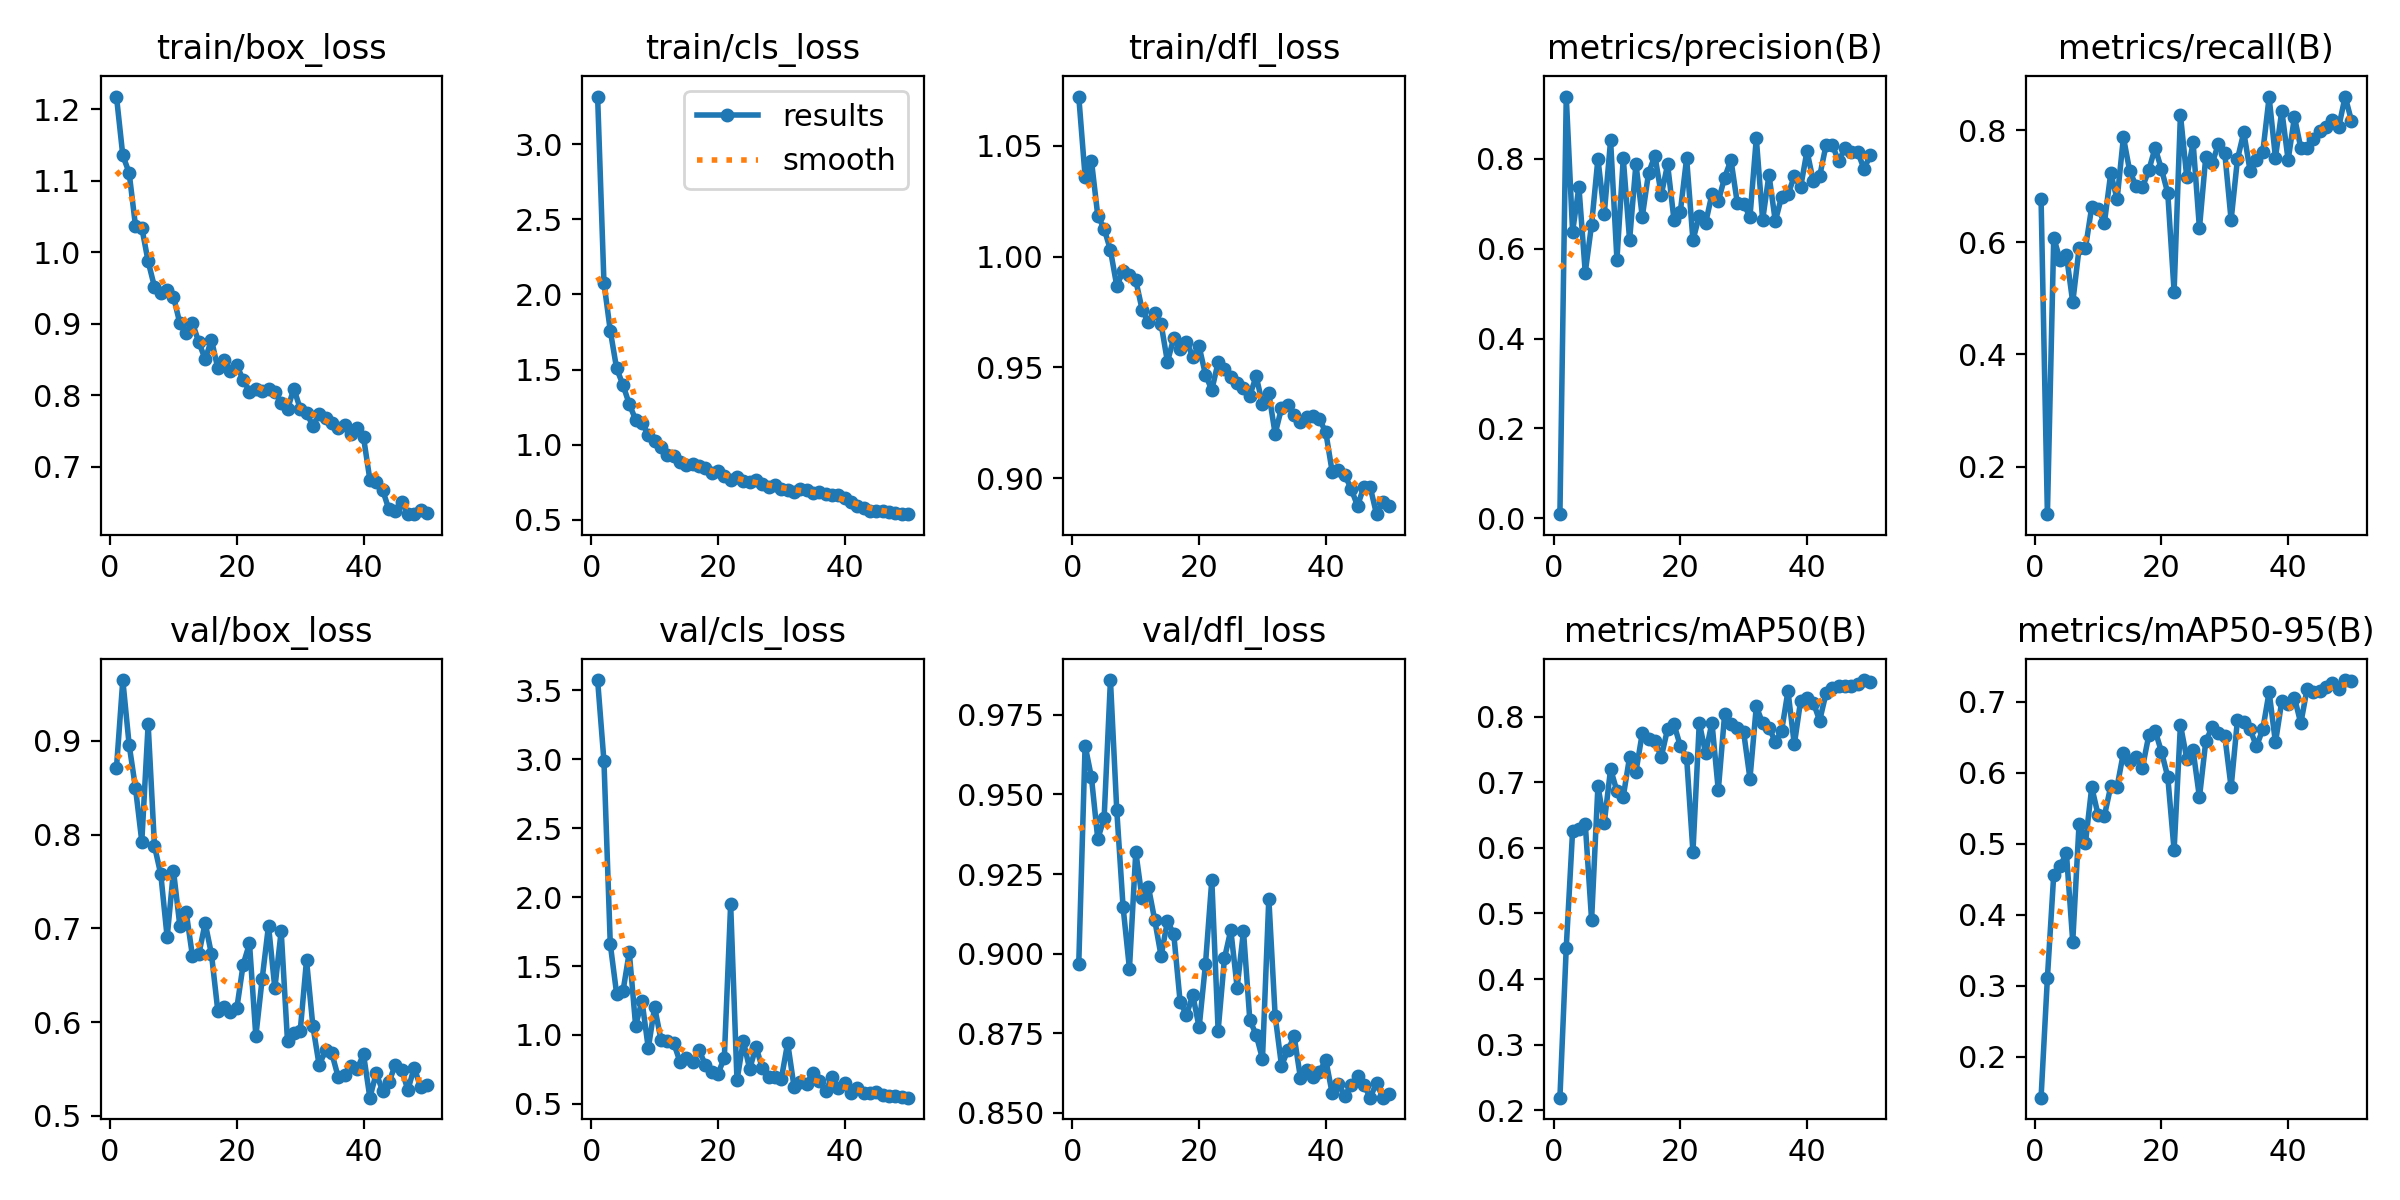 train/box_loss
1.2
1.1
1.0
0.9
0.8
0.7
0 20 40
train/cls_loss
results
smooth
3.0
2.5
2.0
1.5
1.0
0.5
0 20 40
train/dfl_loss
1.05
1.00
0.95
0.90
0 20 40
metrics/precision(B)
0.8
0.6
0.4
0.2
0.0
0 20 40
metrics/recall(B)
0.8
0.6
0.4
0.2
0 20 40
val/box_loss
0.9
0.8
0.7
0.6
0.5
0 20 40
val/cls_loss
3.5
3.0
2.5
2.0
1.5
1.0
0.5
0 20 40
val/dfl_loss
0.975
0.950
0.925
0.900
0.875
0.850
0 20 40
metrics/mAP50(B)
0.8
0.7
0.6
0.5
0.4
0.3
0.2
0 20 40
metrics/mAP50-95(B)
0.7
0.6
0.5
0.4
0.3
0.2
0 20 40